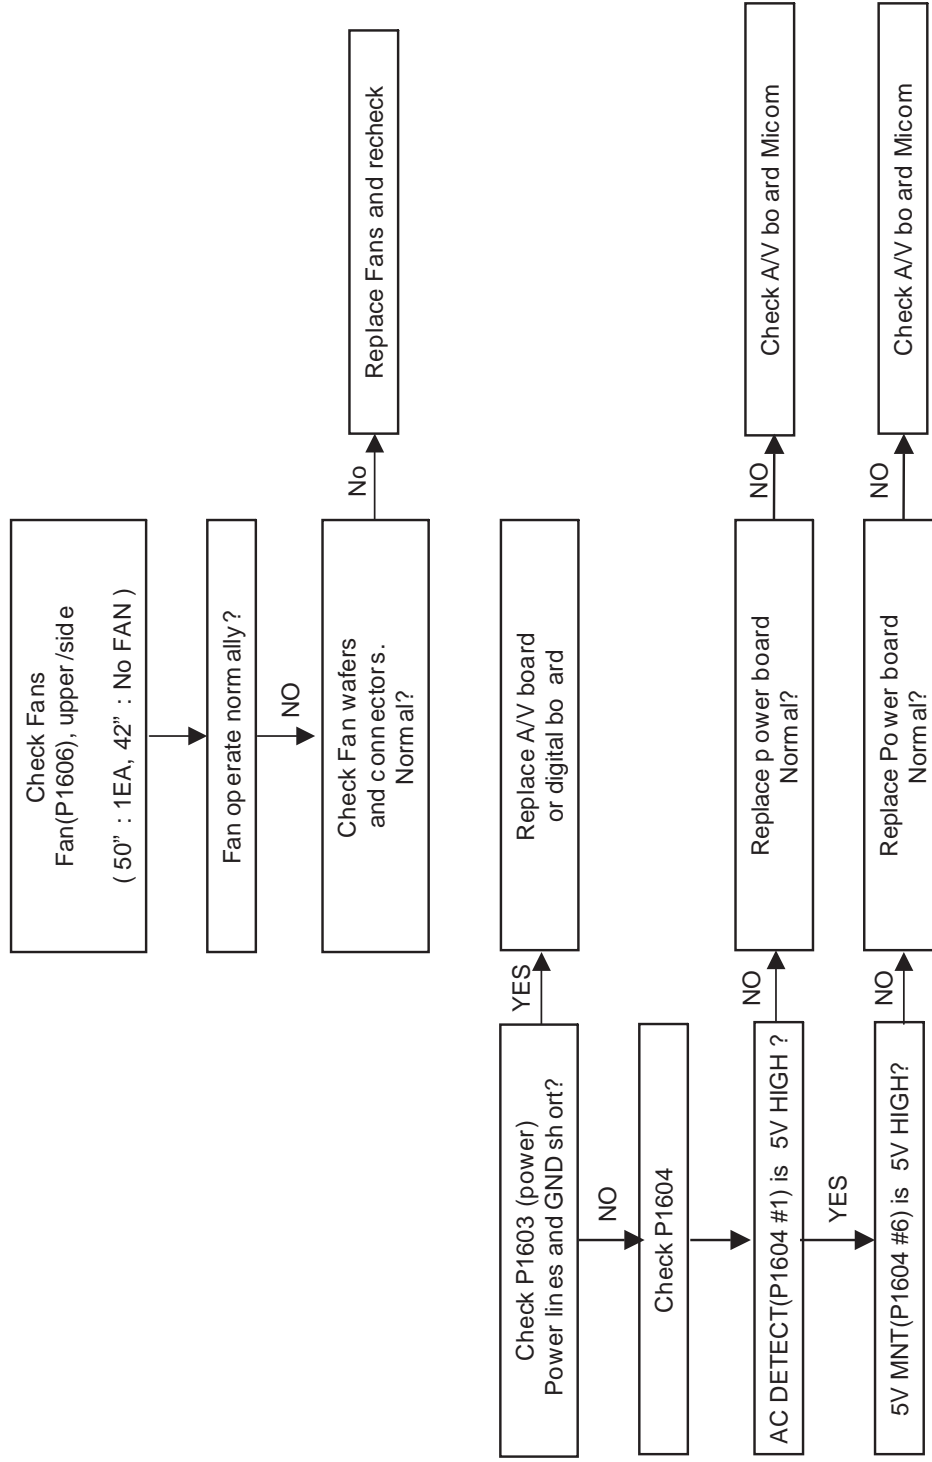 Check Fans
Fan(P1606), upper/side
( 50” : 1EA, 42” : No FAN )
Fan operate normally?
NO
Check Fan wafers
and connectors.
Normal?
No
Replace Fans and recheck
Check P1603 (power)
Power lines and GND short?
YES
Replace A/V board
or digital board
NO
Check P1604
AC DETECT(P1604 #1) is 5V HIGH ?
NO
Replace power board
Normal?
NO
Check A/V board Micom
YES
5V MNT(P1604 #6) is 5V HIGH?
NO
Replace Power board
Normal?
NO
Check A/V board Micom